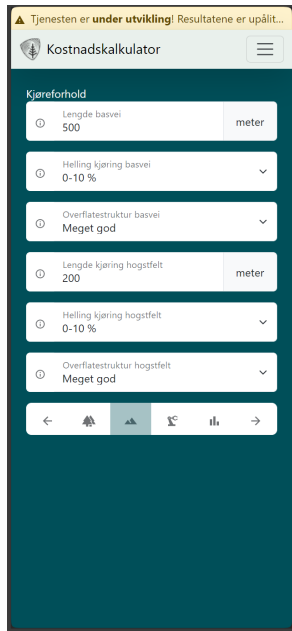 Tjenesten er under utvikling! Resultatene er upålit...
Kostnadskalkulator
Kjøreforhold
Lengde basvei
500
meter
Helling kjøring basvei
0-10 %
Overflatestruktur basvei
Meget god
Lengde kjøring hogstfelt
200
meter
Helling kjøring hogstfelt
0-10 %
Overflatestruktur hogstfelt
Meget god